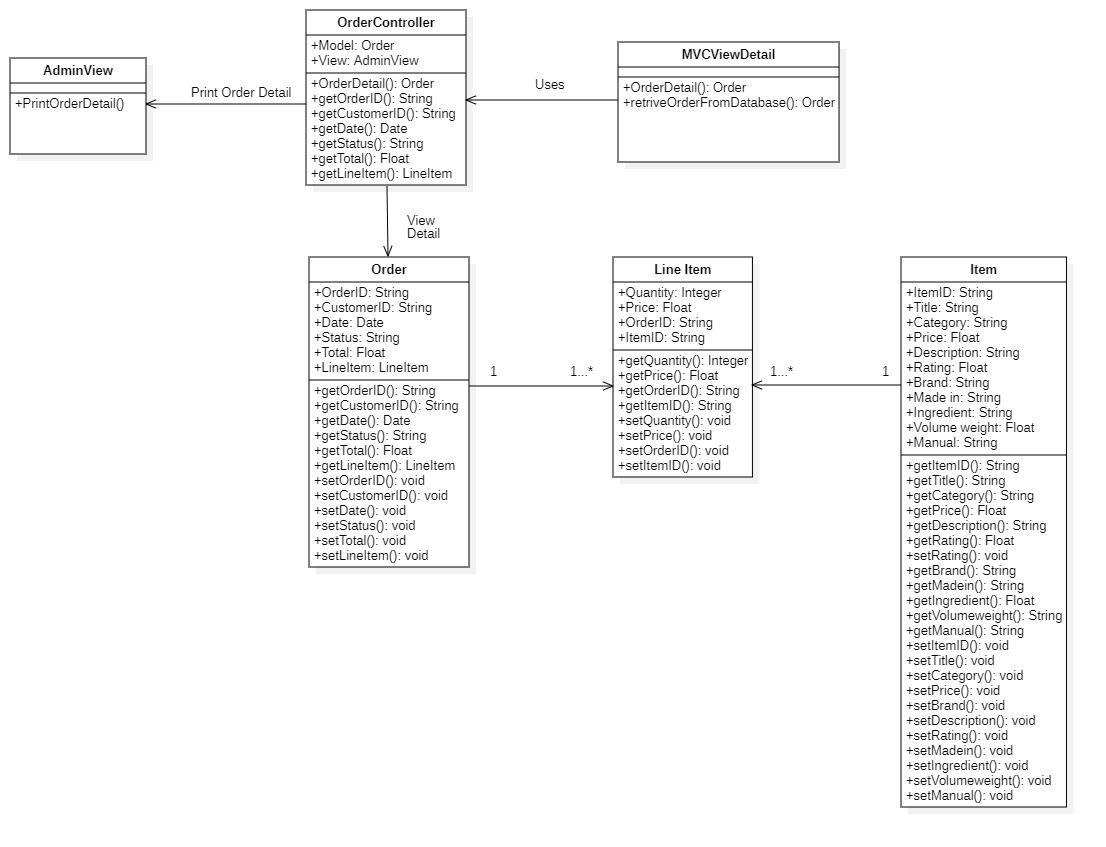 OrderController
+Model: Order
+View: AdminView
+OrderDetail(): Order
+getOrderID(): String
+getCustomerID(): String
+getDate(): Date
+getStatus(): String
+getTotal(): Float
+getLineItem(): LineItem
AdminView
+PrintOrderDetail()
Print Order Detail
Uses
MVCViewDetail
+OrderDetail(): Order
+retriveOrderFromDatabase(): Order
View
Detail
Order
+OrderID: String
+CustomerID: String
+Date: Date
+Status: String
+Total: Float
+LineItem: LineItem
+getOrderID(): String
+getCustomerID(): String
+getDate(): Date
+getStatus(): String
+getTotal(): Float
+getLineItem(): LineItem
+setOrderID(): void
+setCustomerID(): void
+setDate(): void
+setStatus(): void
+setTotal(): void
+setLineItem(): void
1
1...*
Line Item
+Quantity: Integer
+Price: Float
+OrderID: String
+ItemID: String
+getQuantity(): Integer
+getPrice(): Float
+getOrderID(): String
+getItemID(): String
+setQuantity(): void
+setPrice(): void
+setOrderID(): void
+setItemID(): void
1...*
1
Item
+ItemID: String
+Title: String
+Category: String
+Price: Float
+Description: String
+Rating: Float
+Brand: String
+Made in: String
+Ingredient: String
+Volume weight: Float
+Manual: String
+getItemID(): String
+getTitle(): String
+getCategory(): String
+getPrice(): Float
+getDescription(): String
+getRating(): Float
+setRating(): void
+getBrand(): String
+getMadein(): String
+getIngredient(): Float
+getVolumeweight(): String
+getManual(): String
+setItemID(): void
+setTitle(): void
+setCategory(): void
+setPrice(): void
+setBrand(): void
+setDescription(): void
+setRating(): void
+setMadein(): void
+setIngredient(): void
+setVolumeweight(): void
+setManual(): void